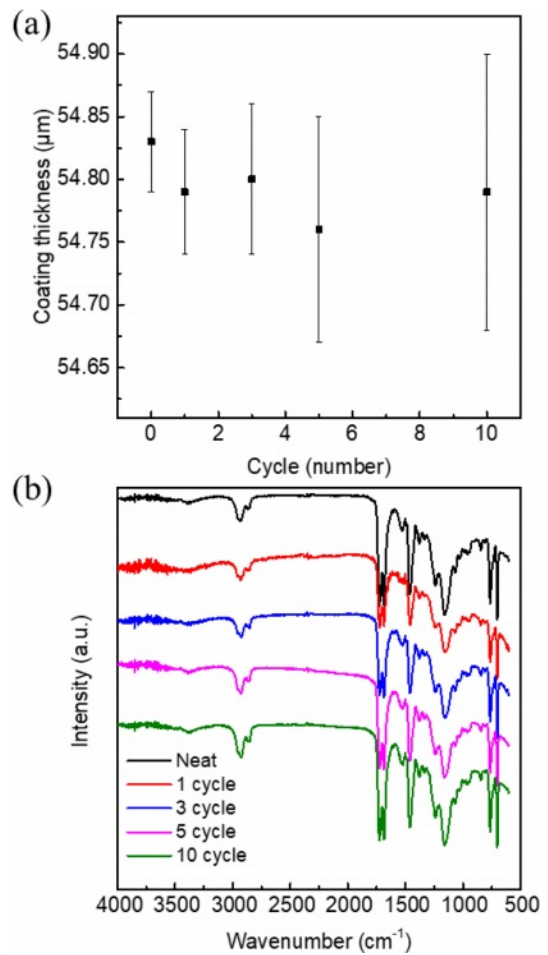 (a)
Coating thickness (µm)
54.90
54.85
54.80
54.75
54.70
54.65
0 2 4 6 8 10
Cycle (number)
(b)
Intensity (a.u.)
Neat
1 cycle
3 cycle
5 cycle
10 cycle
4000 3500 3000 2500 2000 1500 1000 500
Wavenumber (cm⁻¹)